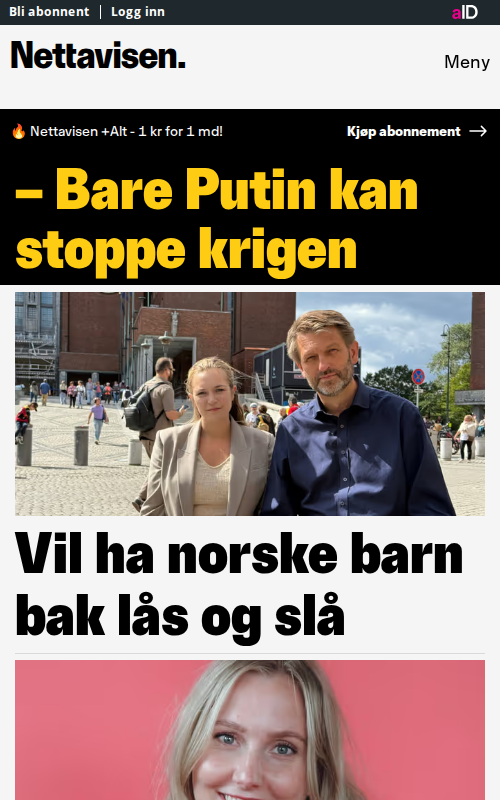 Bli abonnent | Logg inn
aID
Nettavisen.
Meny
🔥 Nettavisen +Alt - 1 kr for 1 md!
Kjøp abonnement →
– Bare Putin kan
stoppe krigen
Vil ha norske barn
bak lås og slå